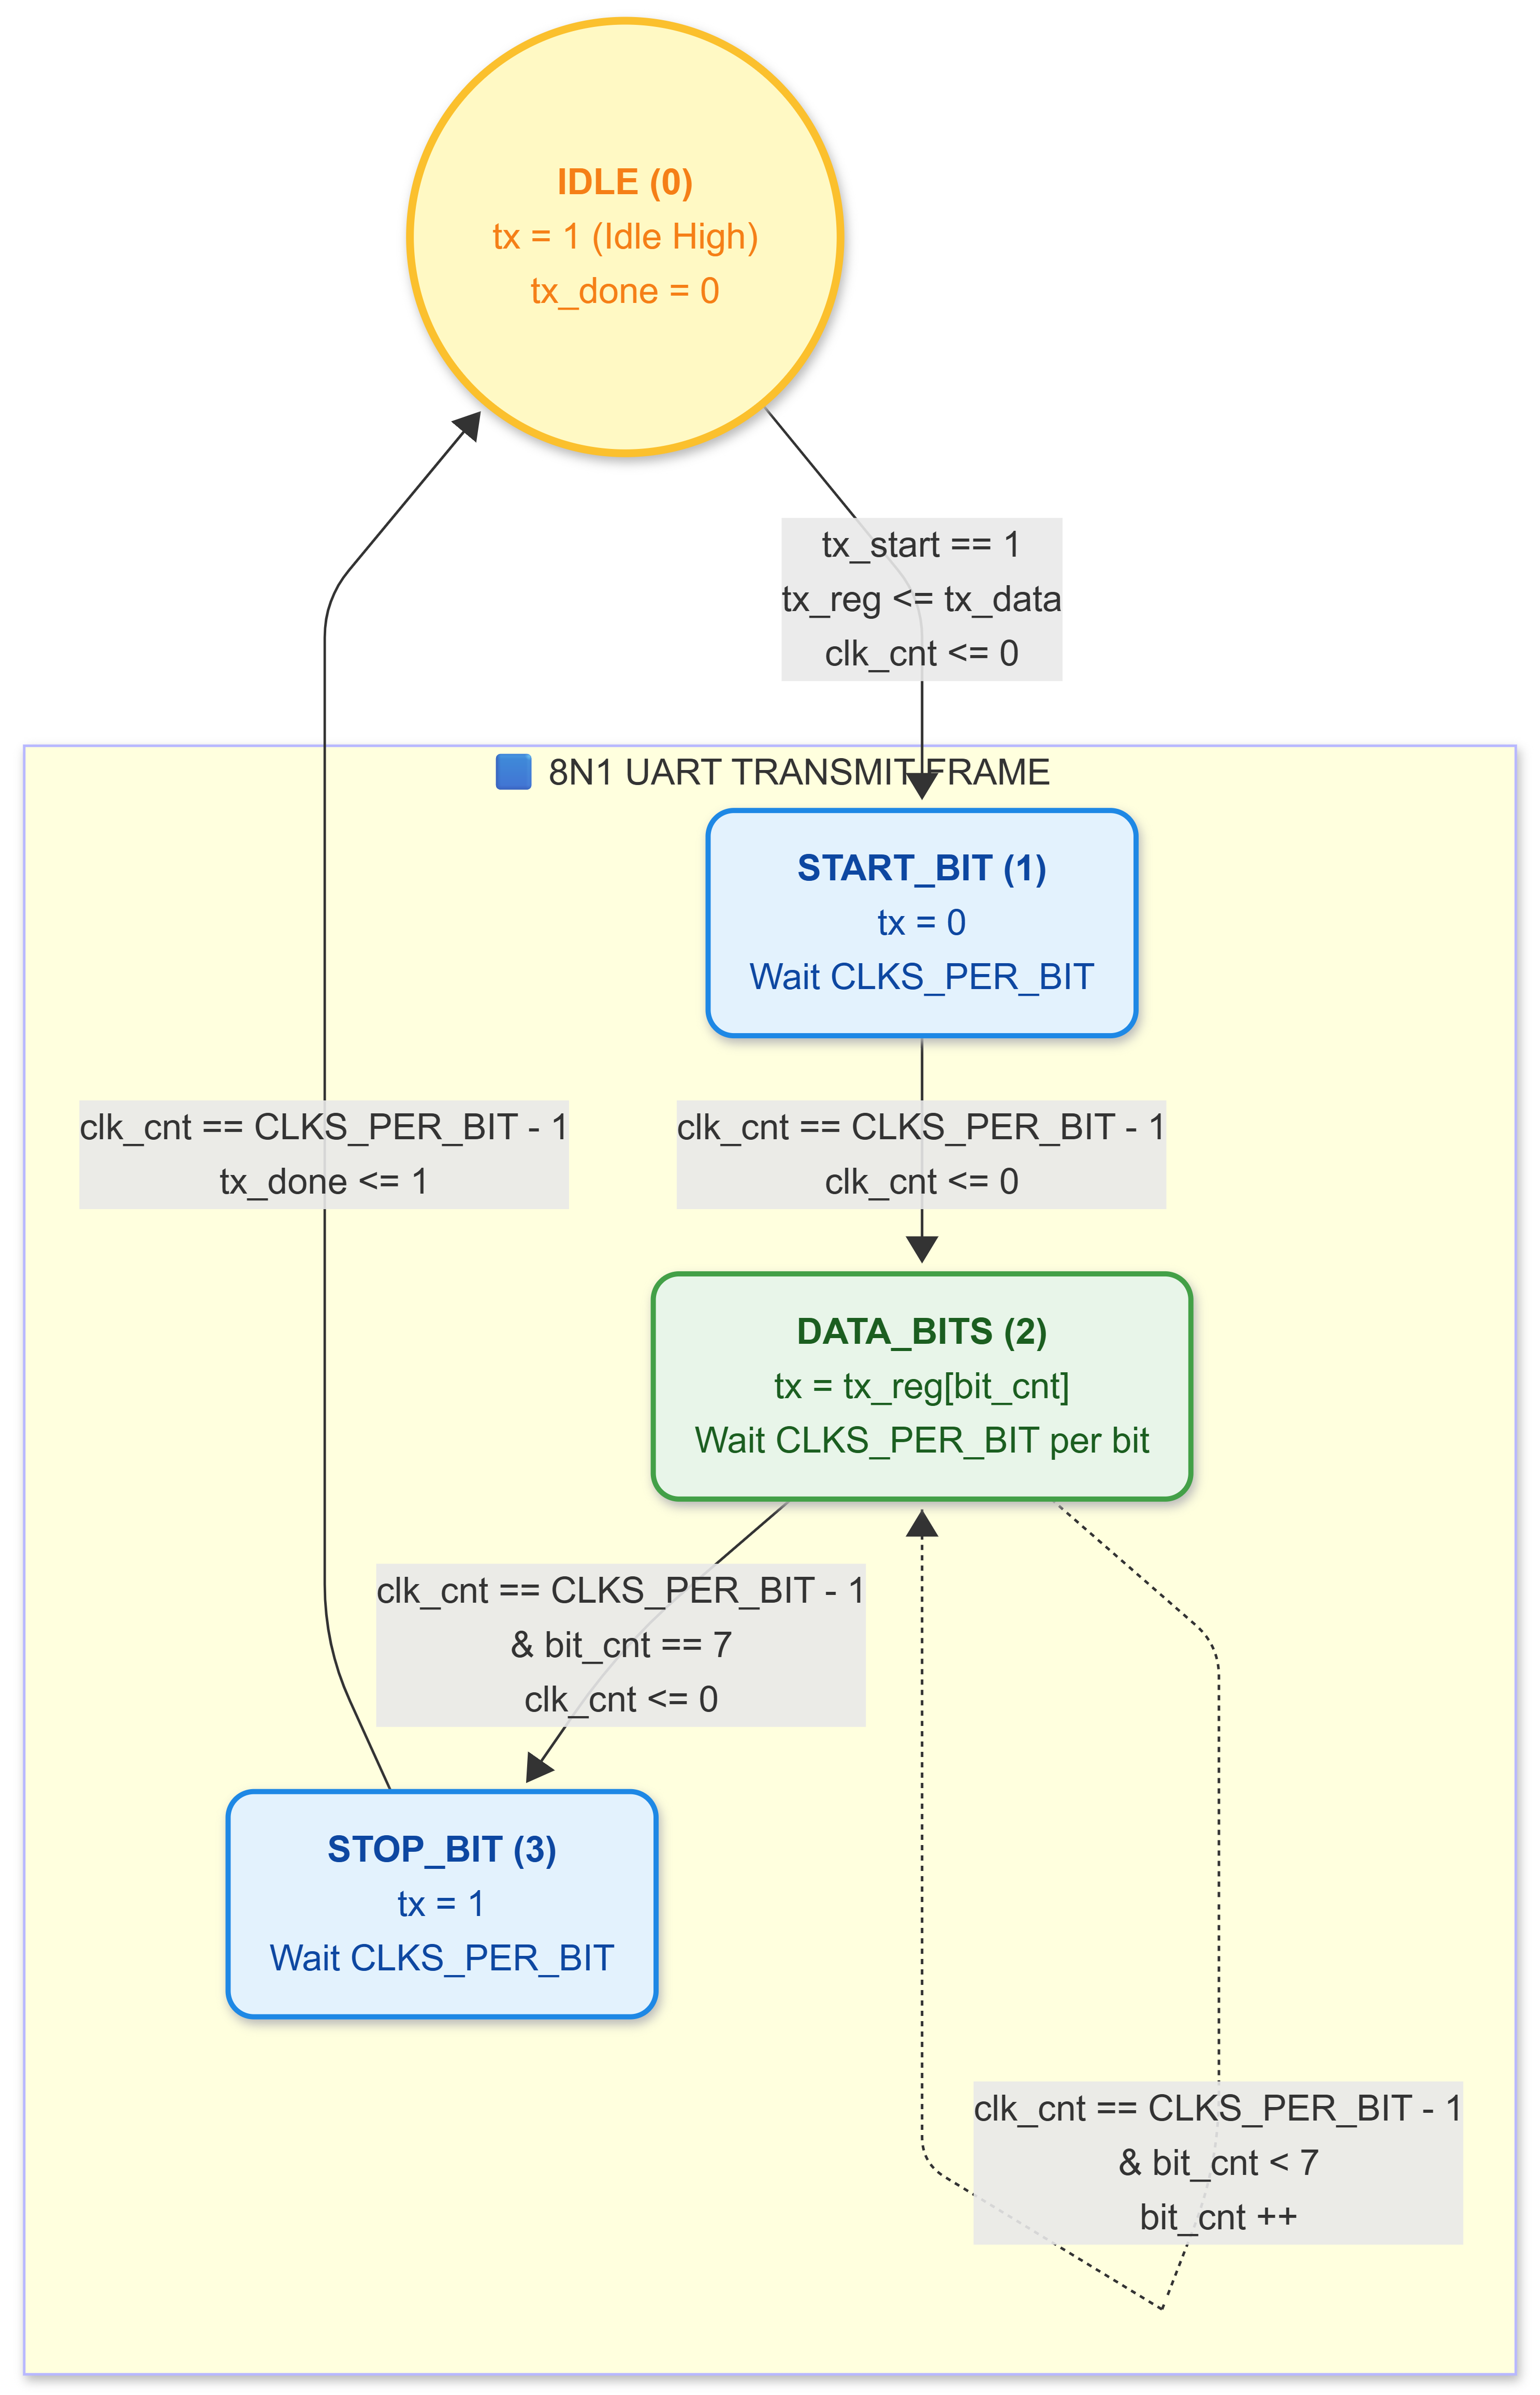 IDLE (0)
tx = 1 (Idle High)
tx_done = 0
tx_start == 1
tx_reg <= tx_data
clk_cnt <= 0
8N1 UART TRANSMIT FRAME
START_BIT (1)
tx = 0
Wait CLKS_PER_BIT
clk_cnt == CLKS_PER_BIT - 1
tx_done <= 1
clk_cnt == CLKS_PER_BIT - 1
clk_cnt <= 0
DATA_BITS (2)
tx = tx_reg[bit_cnt]
Wait CLKS_PER_BIT per bit
clk_cnt == CLKS_PER_BIT - 1
& bit_cnt == 7
clk_cnt <= 0
STOP_BIT (3)
tx = 1
Wait CLKS_PER_BIT
clk_cnt == CLKS_PER_BIT - 1
& bit_cnt < 7
bit_cnt ++